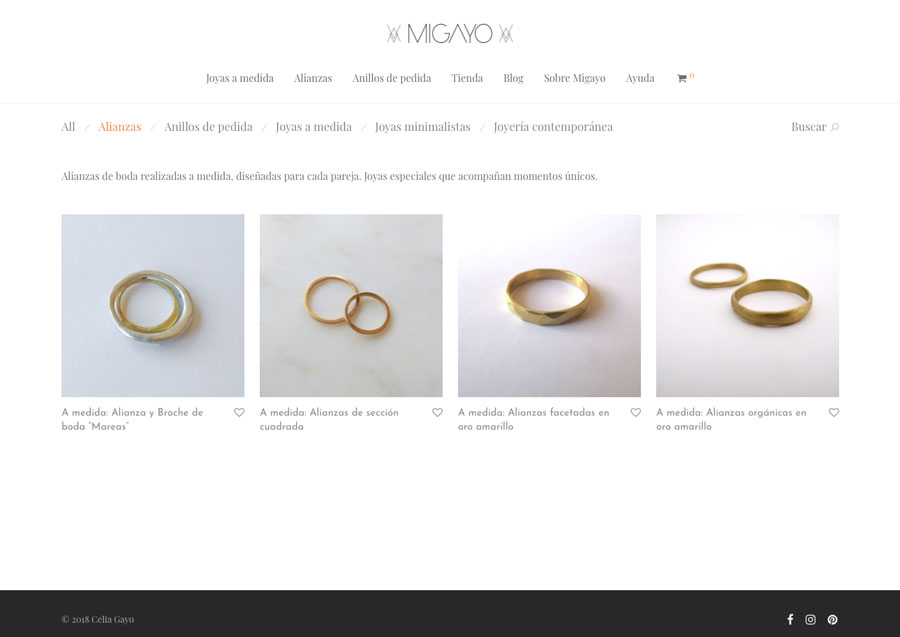 MIGAYO
Joyas a medida Alianzas Anillos de pedida Tienda Blog Sobre Migayo Ayuda 0
All / Alianzas / Anillos de pedida / Joyas a medida / Joyas minimalistas / Joyería contemporánea Buscar
Alianzas de boda realizadas a medida, diseñadas para cada pareja. Joyas especiales que acompañan momentos únicos.
A medida: Alianza y Broche de
boda “Mareas”
A medida: Alianzas de sección
cuadrada
A medida: Alianzas facetadas en
oro amarillo
A medida: Alianzas orgánicas en
oro amarillo
© 2018 Celia Gayo